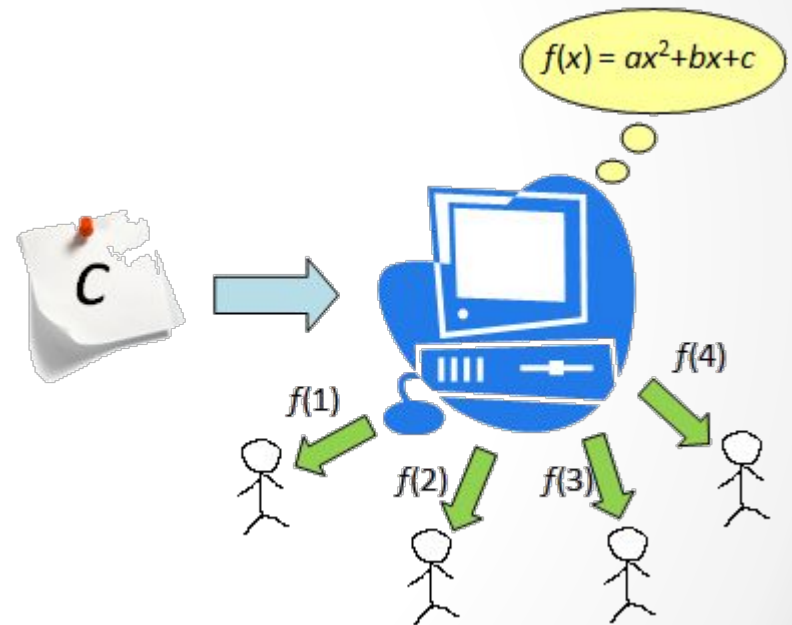 f(x) = ax²+bx+c
C
f(1)
f(4)
f(2)
f(3)